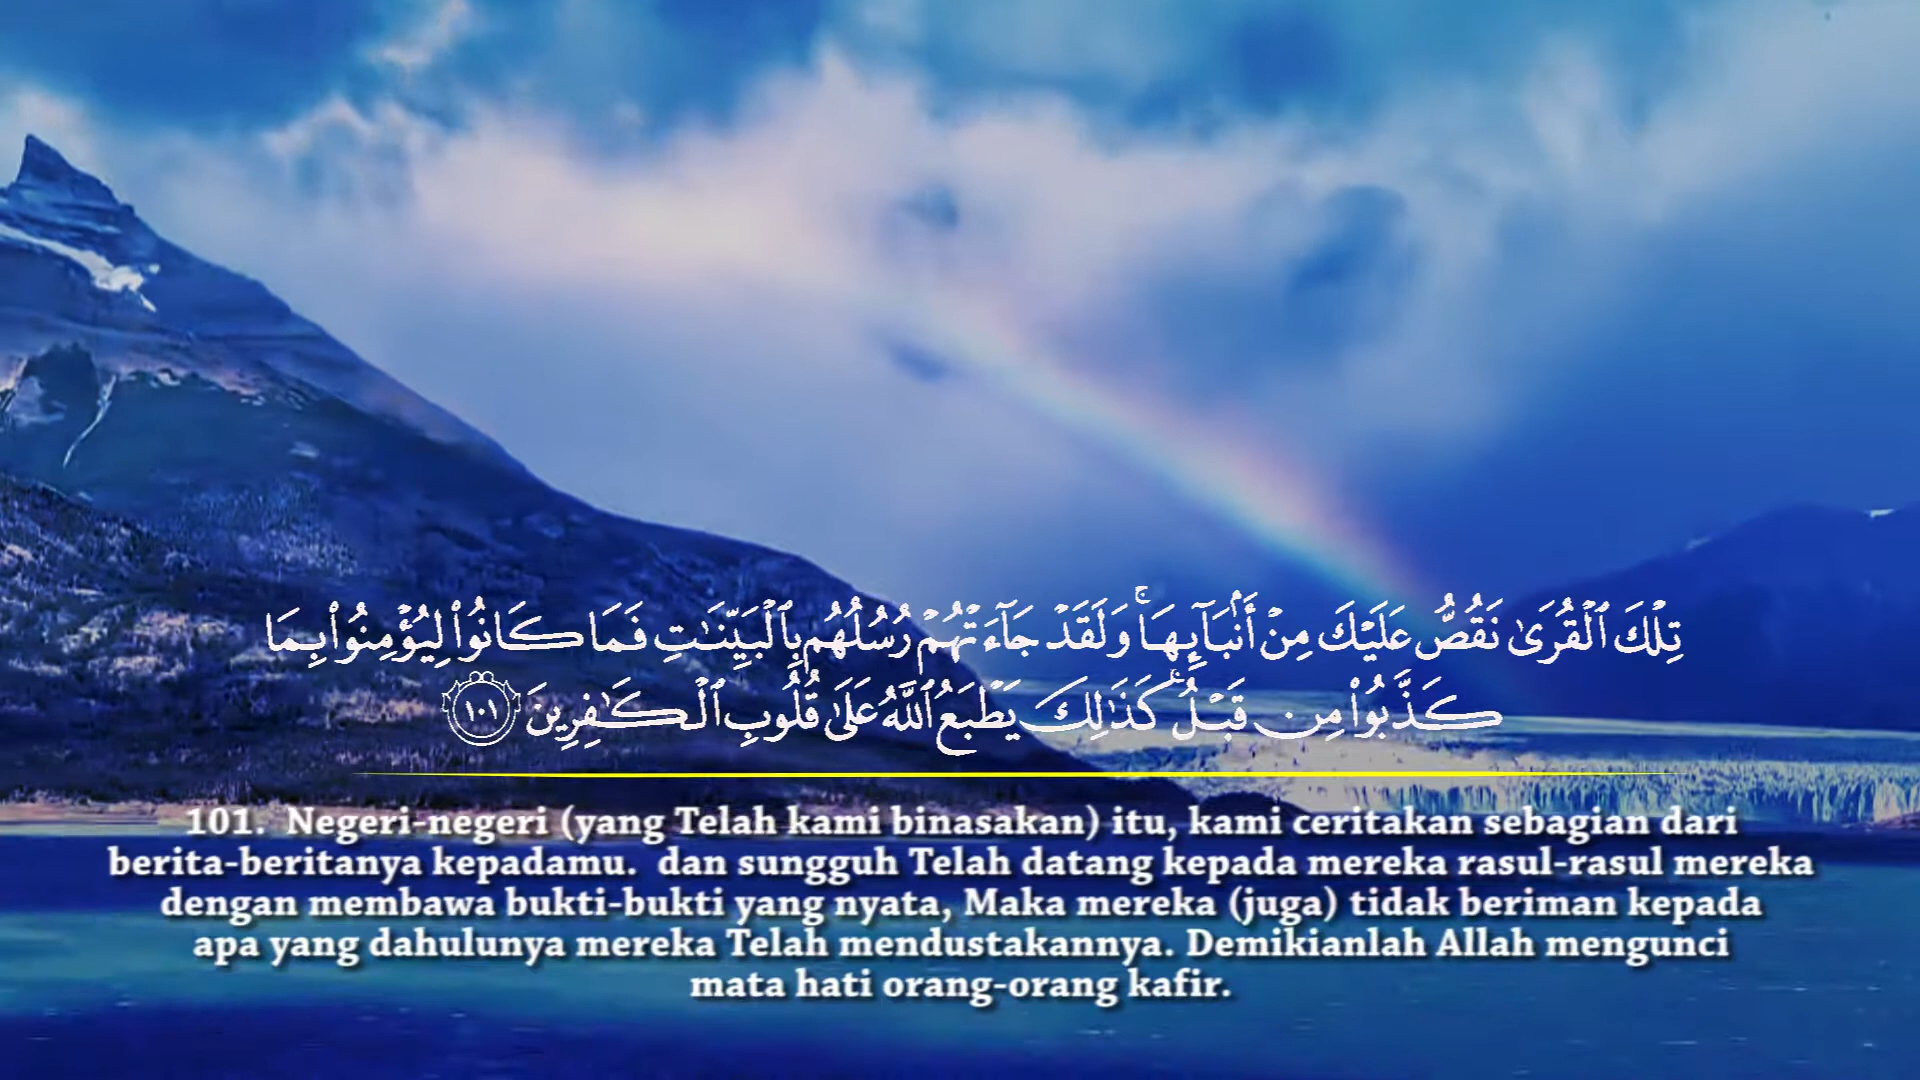 تِلْكَ ٱلْقُرَىٰ نَقُصُّ عَلَيْكَ مِنْ أَنۢبَآئِهَا ۚ وَلَقَدْ جَآءَتْهُمْ رُسُلُهُم بِٱلْبَيِّنَٰتِ فَمَا كَانُوا۟ لِيُؤْمِنُوا۟ بِمَا
كَذَّبُوا۟ مِن قَبْلُ ۚ كَذَٰلِكَ يَطْبَعُ ٱللَّهُ عَلَىٰ قُلُوبِ ٱلْكَٰفِرِينَ ١٠١
101.  Negeri-negeri (yang Telah kami binasakan) itu, kami ceritakan sebagian dari
berita-beritanya kepadamu.  dan sungguh Telah datang kepada mereka rasul-rasul mereka
dengan membawa bukti-bukti yang nyata, Maka mereka (juga) tidak beriman kepada
apa yang dahulunya mereka Telah mendustakannya. Demikianlah Allah mengunci
mata hati orang-orang kafir.